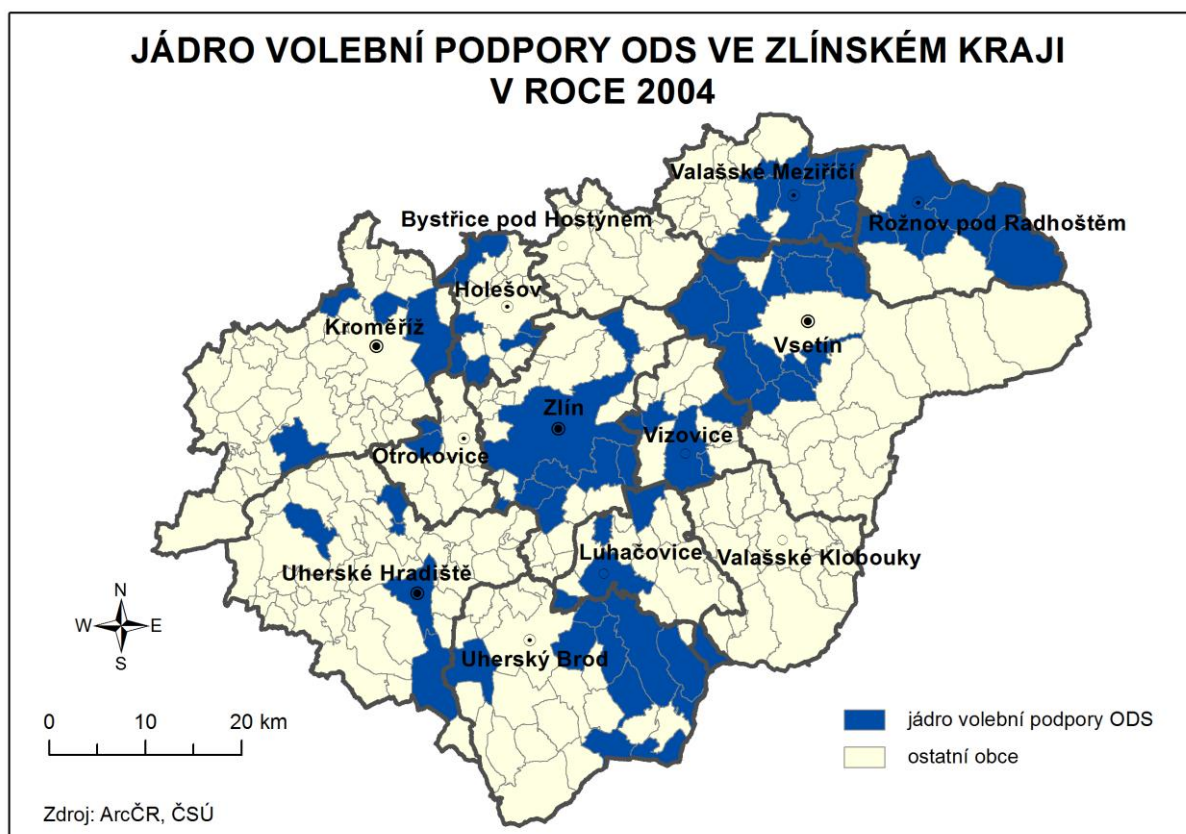 JÁDRO VOLEBNÍ PODPORY ODS VE ZLÍNSKÉM KRAJI
V ROCE 2004
Valašské Meziříčí
Bystřice pod Hostýnem
Rožnov pod Radhoštěm
Holešov
Kroměříž
Vsetín
Zlín
Vizovice
Otrokovice
Luhačovice
Valašské Klobouky
Uherské Hradiště
Uherský Brod
N
W E
S
0 10 20 km
jádro volební podpory ODS
ostatní obce
Zdroj: ArcČR, ČSÚ